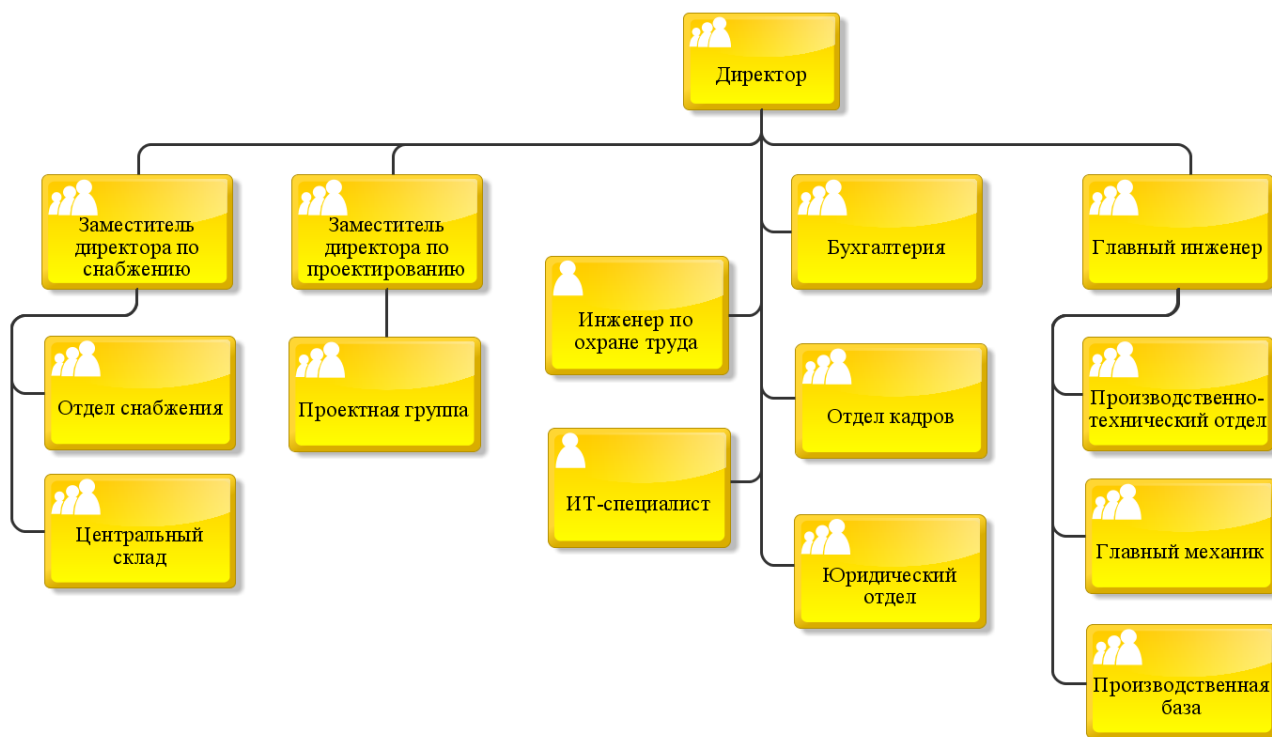 Директор
Заместитель
директора по
снабжению
Заместитель
директора по
проектированию
Бухгалтерия
Главный инженер
Инженер по
охране труда
Отдел снабжения
Проектная группа
Отдел кадров
Производственно-
технический отдел
ИТ-специалист
Центральный
склад
Юридический
отдел
Главный механик
Производственная
база